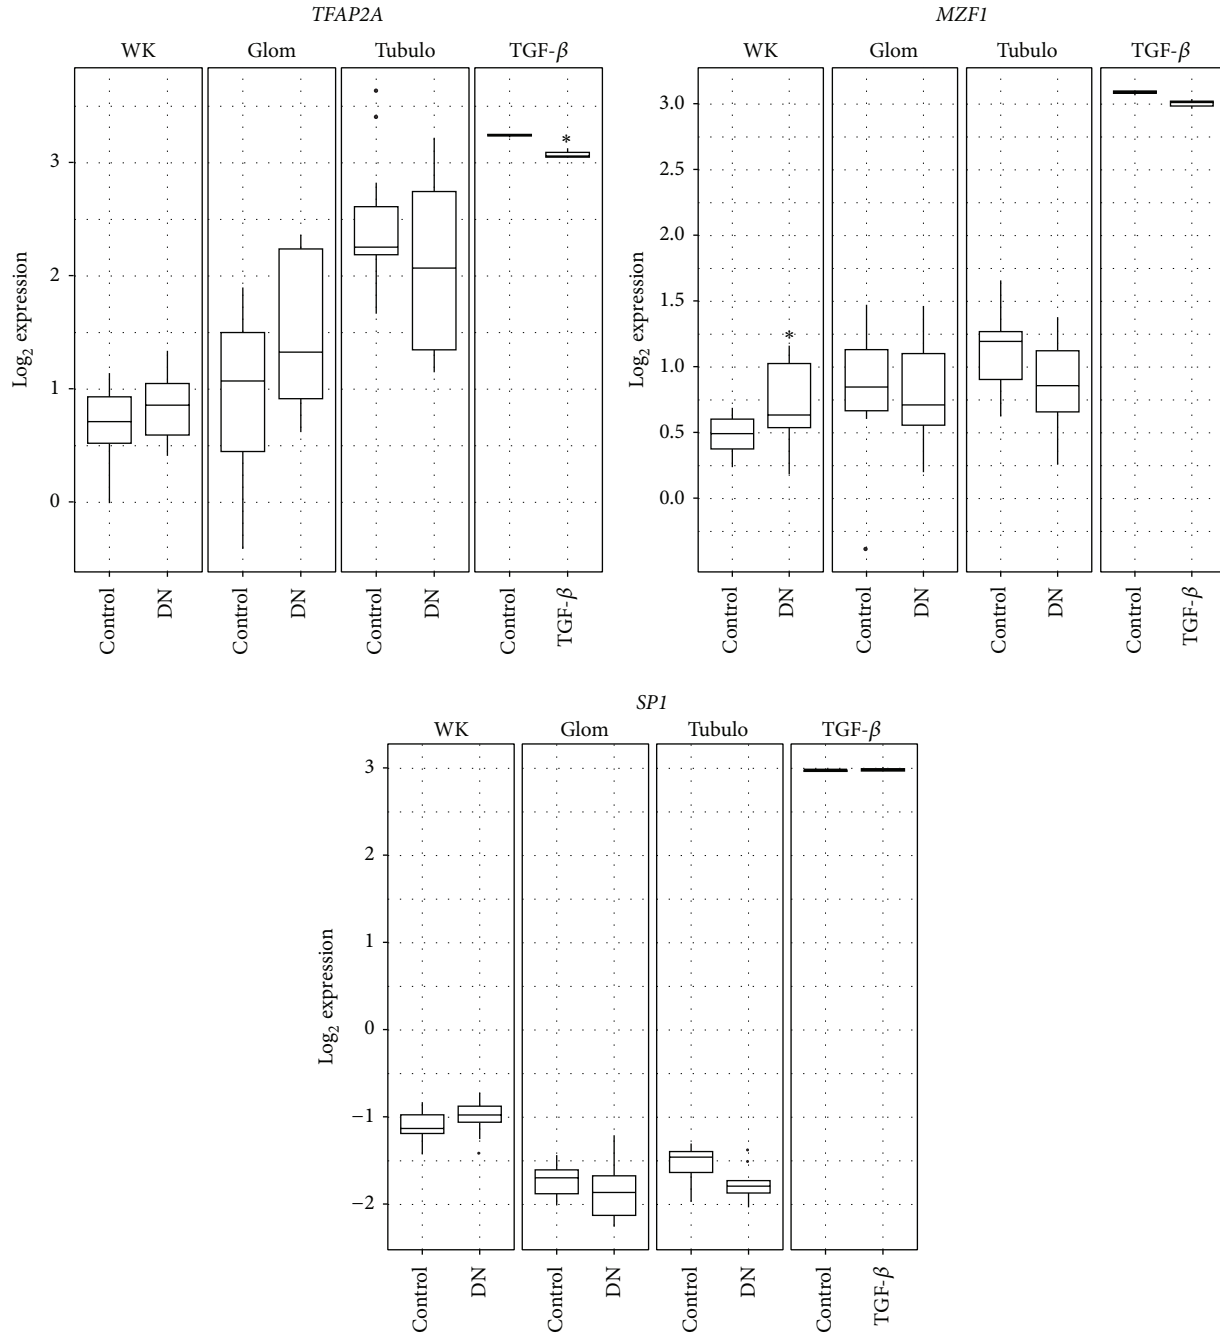 TFAP2A
WK Glom Tubulo TGF-β
3
2
1
0
Log₂ expression
*
Control DN Control DN Control DN Control TGF-β
MZF1
WK Glom Tubulo TGF-β
3.0
2.5
2.0
1.5
1.0
0.5
0.0
Log₂ expression
*
Control DN Control DN Control DN Control TGF-β
SP1
WK Glom Tubulo TGF-β
3
2
1
0
−1
−2
Log₂ expression
Control DN Control DN Control DN Control TGF-β